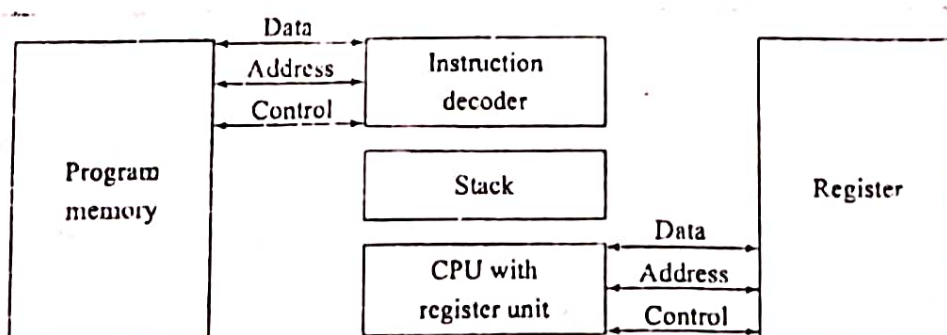 Data
Address
Control
Instruction
decoder
Program
memory
Stack
Register
CPU with
register unit
Data
Address
Control